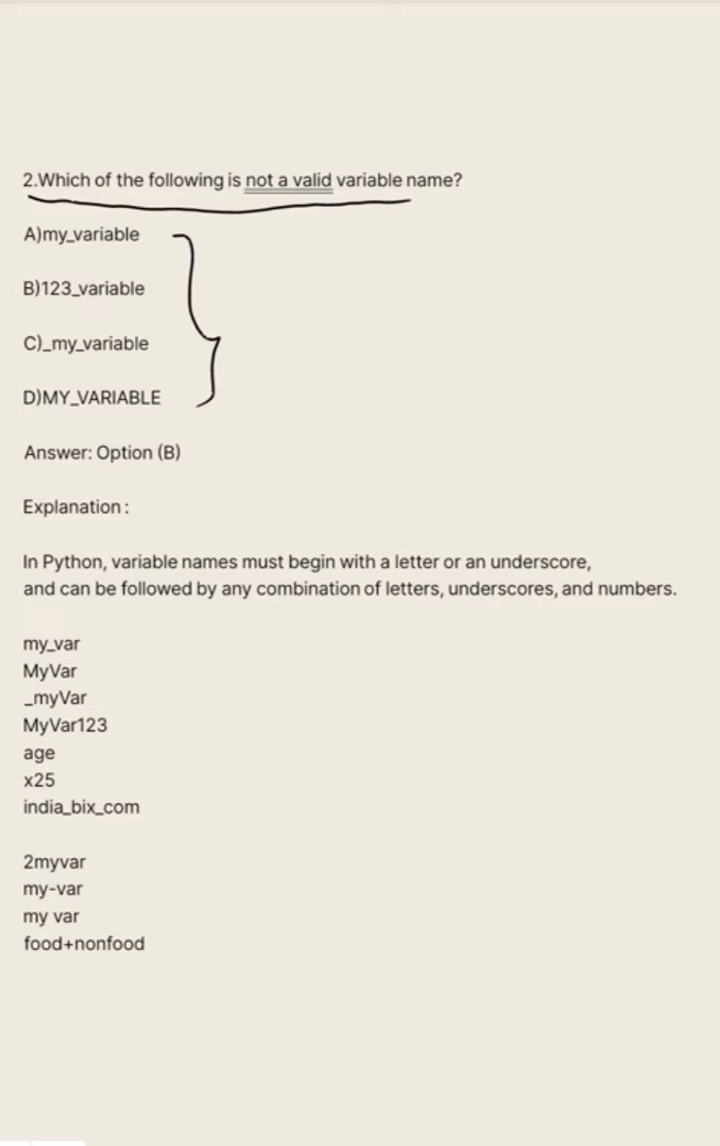 2.Which of the following is not a valid variable name?
A)my_variable
B)123_variable
C)_my_variable
D)MY_VARIABLE
Answer: Option (B)
Explanation :
In Python, variable names must begin with a letter or an underscore,
and can be followed by any combination of letters, underscores, and numbers.
my_var
MyVar
_myVar
MyVar123
age
x25
india_bix_com
2myvar
my-var
my var
food+nonfood